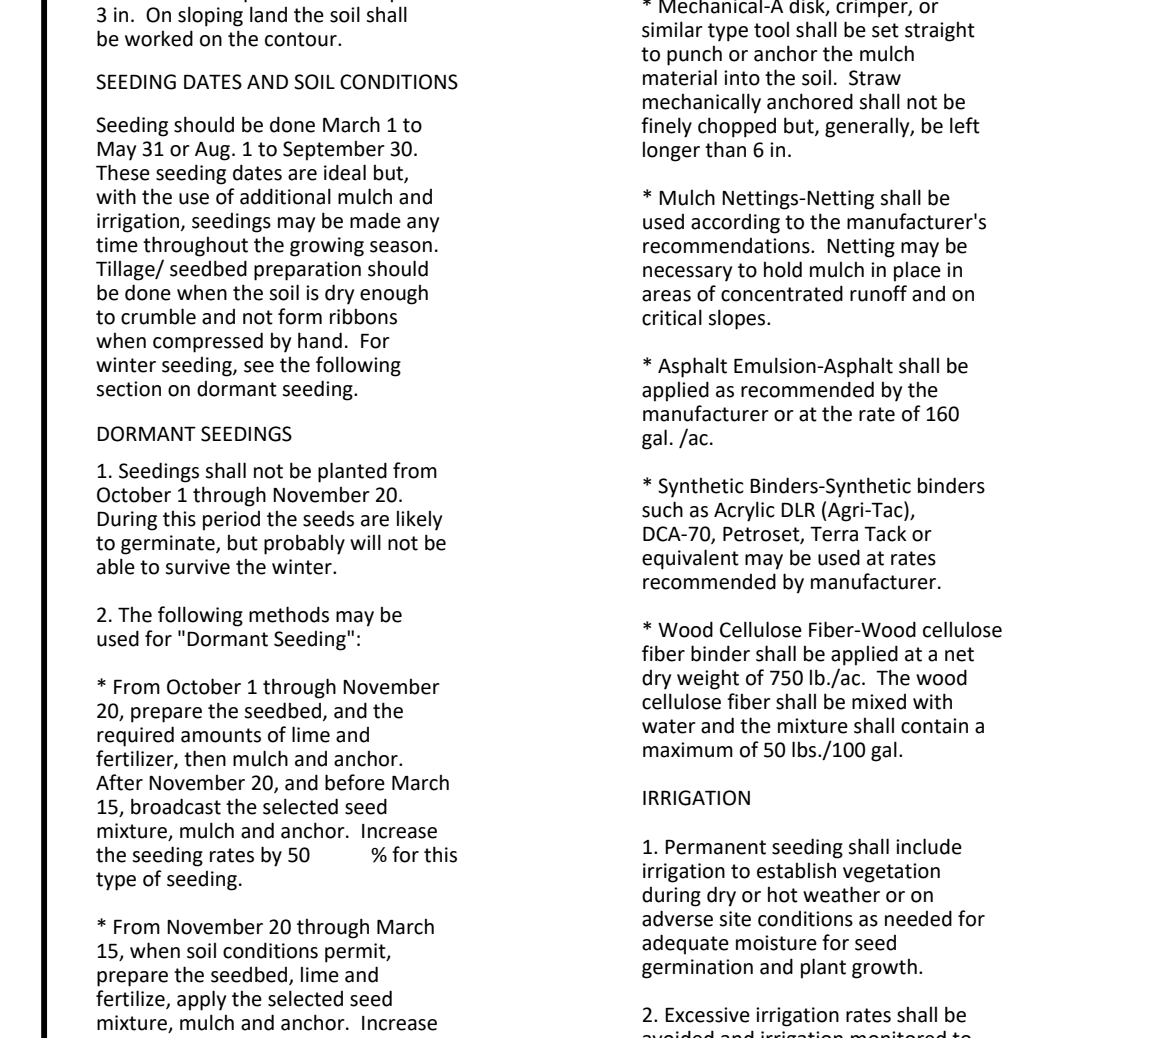 3 in.  On sloping land the soil shall
be worked on the contour.
SEEDING DATES AND SOIL CONDITIONS
Seeding should be done March 1 to
May 31 or Aug. 1 to September 30.
These seeding dates are ideal but,
with the use of additional mulch and
irrigation, seedings may be made any
time throughout the growing season.
Tillage/ seedbed preparation should
be done when the soil is dry enough
to crumble and not form ribbons
when compressed by hand.  For
winter seeding, see the following
section on dormant seeding.
DORMANT SEEDINGS
1. Seedings shall not be planted from
October 1 through November 20.
During this period the seeds are likely
to germinate, but probably will not be
able to survive the winter.
2. The following methods may be
used for "Dormant Seeding":
* From October 1 through November
20, prepare the seedbed, and the
required amounts of lime and
fertilizer, then mulch and anchor.
After November 20, and before March
15, broadcast the selected seed
mixture, mulch and anchor.  Increase
the seeding rates by 50 % for this
type of seeding.
* From November 20 through March
15, when soil conditions permit,
prepare the seedbed, lime and
fertilize, apply the selected seed
mixture, mulch and anchor.  Increase
* Mechanical-A disk, crimper, or
similar type tool shall be set straight
to punch or anchor the mulch
material into the soil.  Straw
mechanically anchored shall not be
finely chopped but, generally, be left
longer than 6 in.
* Mulch Nettings-Netting shall be
used according to the manufacturer's
recommendations.  Netting may be
necessary to hold mulch in place in
areas of concentrated runoff and on
critical slopes.
* Asphalt Emulsion-Asphalt shall be
applied as recommended by the
manufacturer or at the rate of 160
gal. /ac.
* Synthetic Binders-Synthetic binders
such as Acrylic DLR (Agri-Tac),
DCA-70, Petroset, Terra Tack or
equivalent may be used at rates
recommended by manufacturer.
* Wood Cellulose Fiber-Wood cellulose
fiber binder shall be applied at a net
dry weight of 750 lb./ac.  The wood
cellulose fiber shall be mixed with
water and the mixture shall contain a
maximum of 50 lbs./100 gal.
IRRIGATION
1. Permanent seeding shall include
irrigation to establish vegetation
during dry or hot weather or on
adverse site conditions as needed for
adequate moisture for seed
germination and plant growth.
2. Excessive irrigation rates shall be
avoided and irrigation monitored to